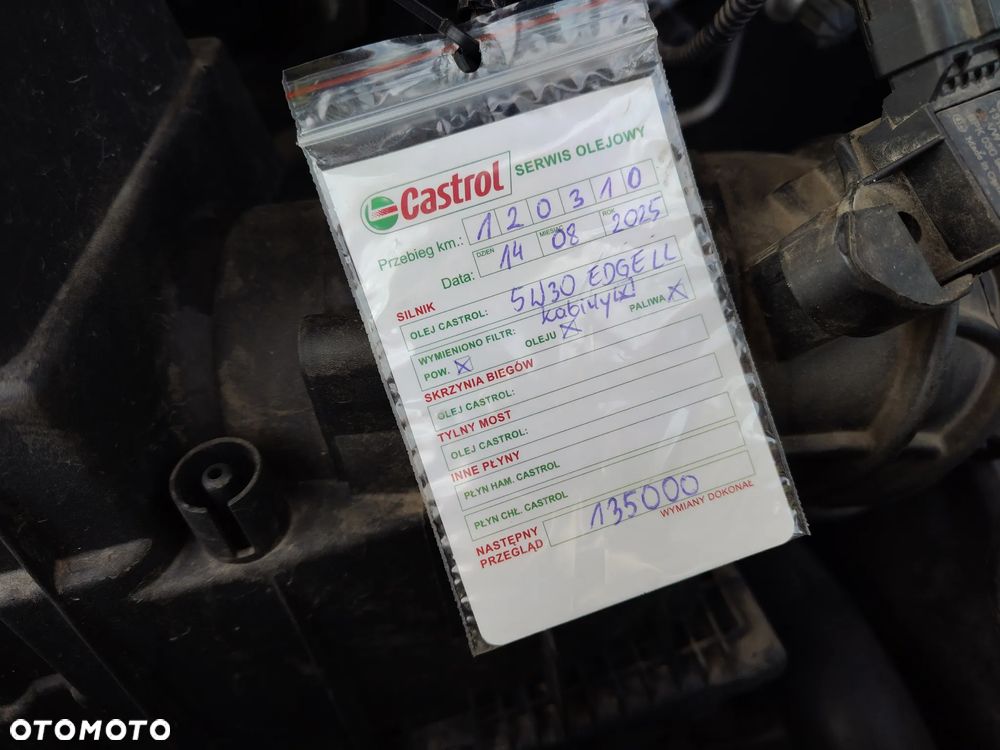 Castrol SERWIS OLEJOWY
Przebieg km.: 120310
DZIEŃ MIESIĄC ROK
Data: 14 08 2025
SILNIK
OLEJ CASTROL: 5W30 EDGE LL
WYMIENIONO FILTR: kabinywy
POW. ☒ OLEJU ☒ PALIWA ☒
SKRZYNIA BIEGÓW
OLEJ CASTROL:
TYLNY MOST
OLEJ CASTROL:
INNE PŁYNY
PŁYN HAM. CASTROL
PŁYN CHŁ. CASTROL
NASTĘPNY PRZEGLĄD 135000
WYMIANY DOKONAŁ
OTOMOTO